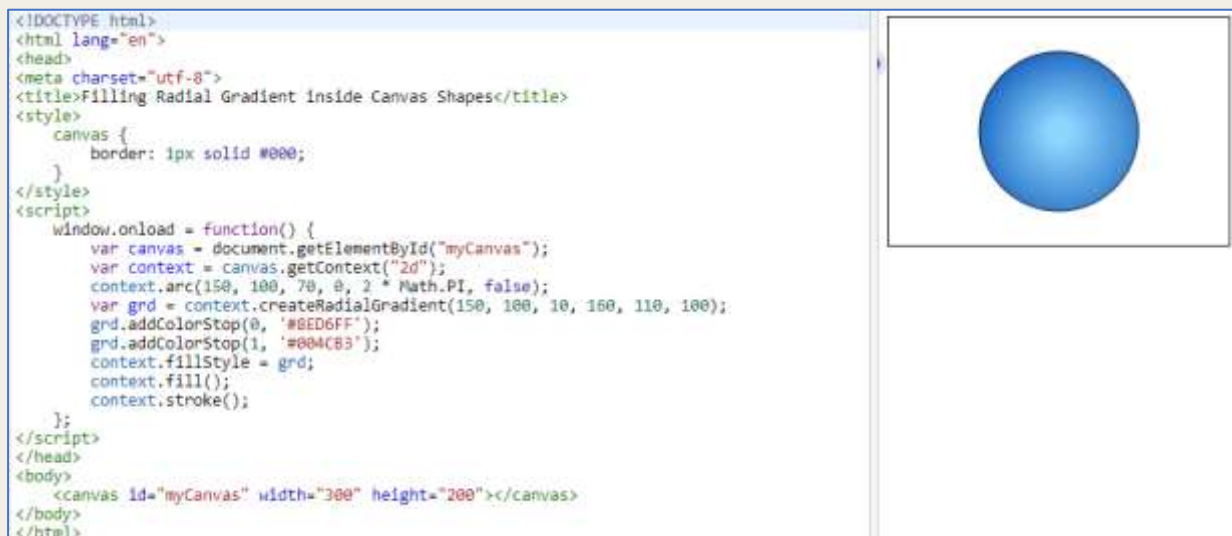 <!DOCTYPE html>
<html lang="en">
<head>
<meta charset="utf-8">
<title>Filling Radial Gradient inside Canvas Shapes</title>
<style>
    canvas {
        border: 1px solid #000;
    }
</style>
<script>
    window.onload = function() {
        var canvas = document.getElementById("myCanvas");
        var context = canvas.getContext("2d");
        context.arc(150, 100, 70, 0, 2 * Math.PI, false);
        var grd = context.createRadialGradient(150, 100, 10, 160, 110, 100);
        grd.addColorStop(0, '#8ED6FF');
        grd.addColorStop(1, '#004CB3');
        context.fillStyle = grd;
        context.fill();
        context.stroke();
    };
</script>
</head>
<body>
    <canvas id="myCanvas" width="300" height="200"></canvas>
</body>
</html>